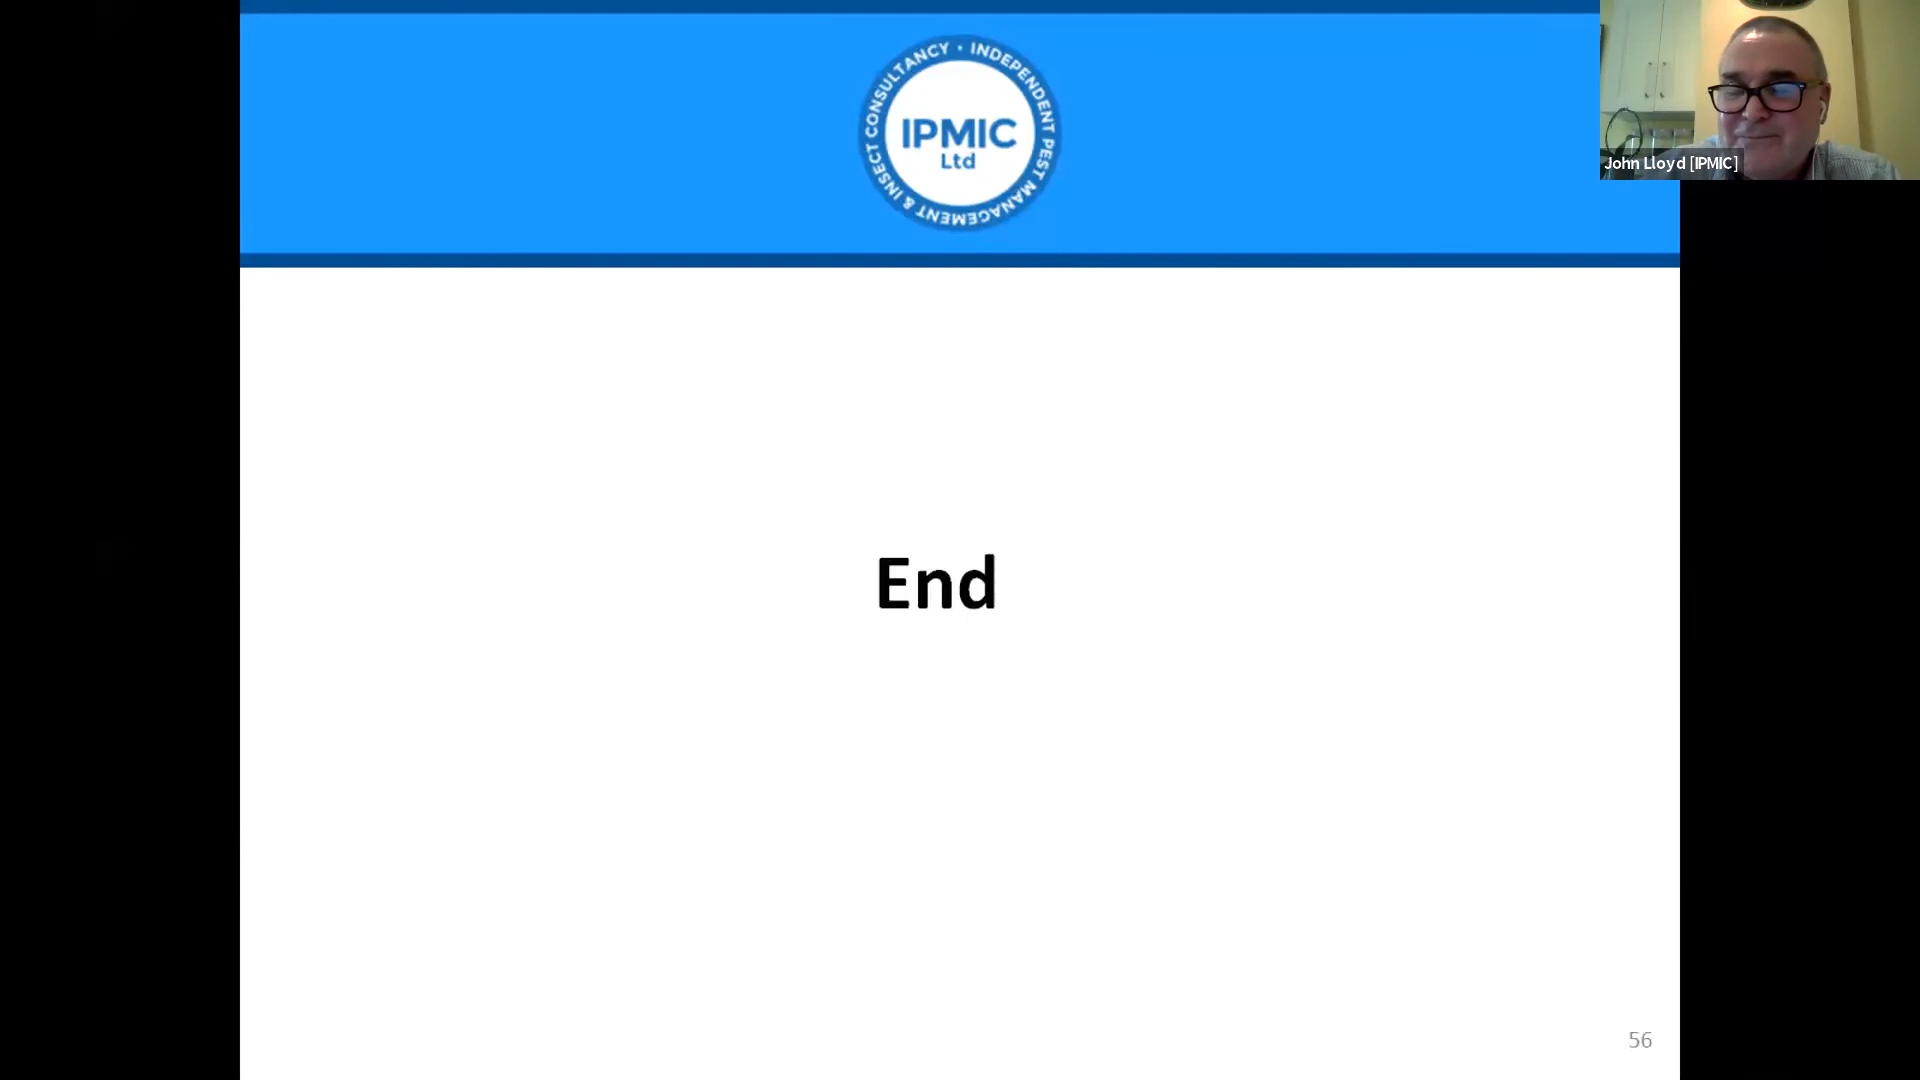 INDEPENDENT PEST MANAGEMENT & INSECT CONSULTANCY •
IPMIC
Ltd
John Lloyd [IPMIC]
End
56